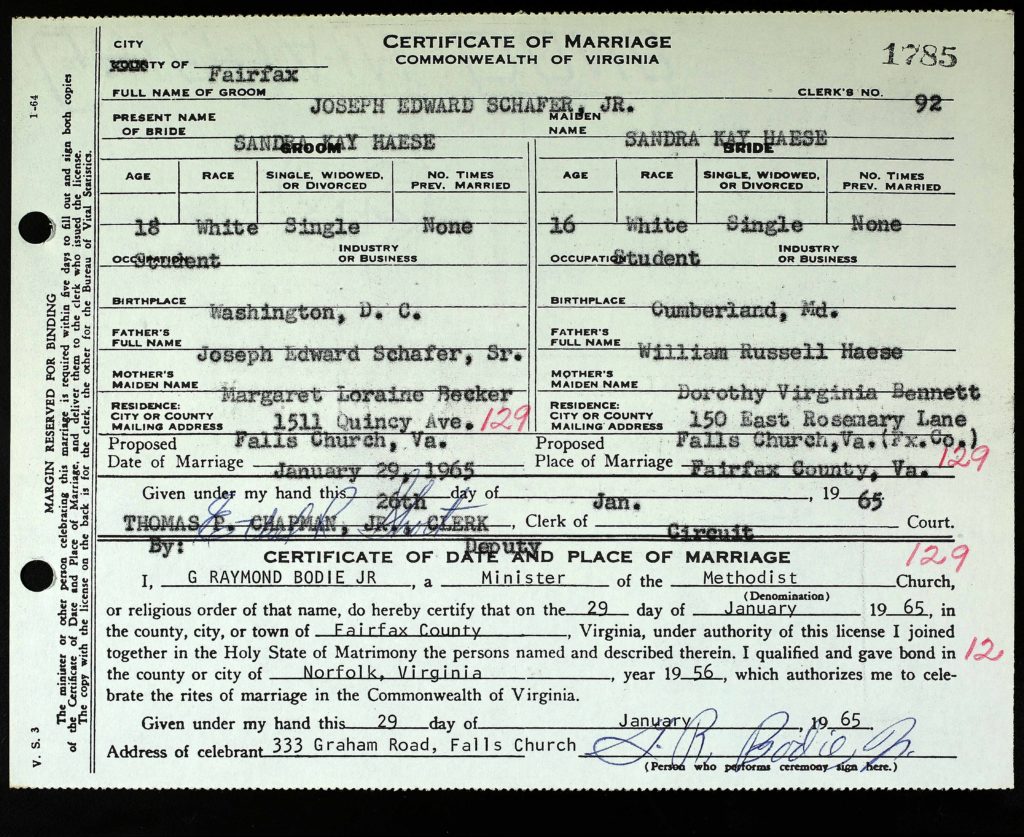 CERTIFICATE OF MARRIAGE
COMMONWEALTH OF VIRGINIA
1785
CITY
COUNTY OF Fairfax
FULL NAME OF GROOM JOSEPH EDWARD SCHAFER, JR. CLERK'S NO. 92
PRESENT NAME OF BRIDE SANDRA KAY HAESE MAIDEN NAME SANDRA KAY HAESE
GROOM BRIDE
AGE RACE SINGLE, WIDOWED, OR DIVORCED NO. TIMES PREV. MARRIED AGE RACE SINGLE, WIDOWED, OR DIVORCED NO. TIMES PREV. MARRIED
18 White Single None 16 White Single None
OCCUPATION Student INDUSTRY OR BUSINESS OCCUPATION Student INDUSTRY OR BUSINESS
BIRTHPLACE Washington, D. C. BIRTHPLACE Cumberland, Md.
FATHER'S FULL NAME Joseph Edward Schafer, Sr. FATHER'S FULL NAME William Russell Haese
MOTHER'S MAIDEN NAME Margaret Loraine Becker MOTHER'S MAIDEN NAME Dorothy Virginia Bennett
RESIDENCE: CITY OR COUNTY MAILING ADDRESS 1511 Quincy Ave. 129 RESIDENCE: CITY OR COUNTY MAILING ADDRESS 150 East Rosemary Lane
Falls Church, Va. Falls Church, Va. (Fx.Co.) 129
Proposed Date of Marriage January 29, 1965 Proposed Place of Marriage Fairfax County, Va.
Given under my hand this 26th day of Jan., 1965
THOMAS P. CHAPMAN, JR., CLERK, Clerk of Circuit Court.
By: Deputy
CERTIFICATE OF DATE AND PLACE OF MARRIAGE 129
I, G RAYMOND BODIE JR, a Minister of the Methodist Church,
(Denomination)
or religious order of that name, do hereby certify that on the 29 day of January 1965, in
the county, city, or town of Fairfax County, Virginia, under authority of this license I joined
together in the Holy State of Matrimony the persons named and described therein. I qualified and gave bond in 12
the county or city of Norfolk, Virginia, year 1956, which authorizes me to cele-
brate the rites of marriage in the Commonwealth of Virginia.
Given under my hand this 29 day of January, 1965
Address of celebrant 333 Graham Road, Falls Church G. R. Bodie, Jr.
(Person who performs ceremony sign here.)
V. S. 3 MARGIN RESERVED FOR BINDING 1-64
The minister or other person celebrating this marriage is required within five days to fill out and sign both copies
of the Certificate of Date and Place of Marriage, and deliver them to the clerk who issued the license.
The copy with the license on the back is for the clerk, the other for the Bureau of Vital Statistics.